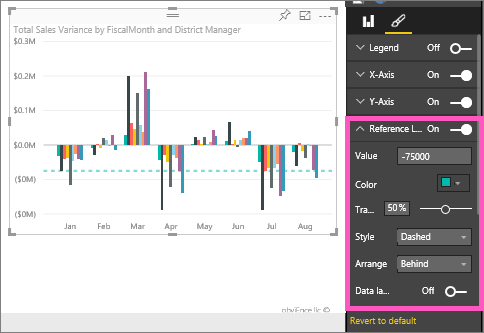 Total Sales Variance by FiscalMonth and District Manager
$0.3M
$0.2M
$0.1M
$0.0M
($0M)
($0M)
Jan
Feb
Mar
Apr
May
Jun
Jul
Aug
obviEnce llc ©
Legend Off
X-Axis On
Y-Axis On
Reference L... On
Value -75000
Color
Tra... 50 %
Style Dashed
Arrange Behind
Data la... Off
Revert to default